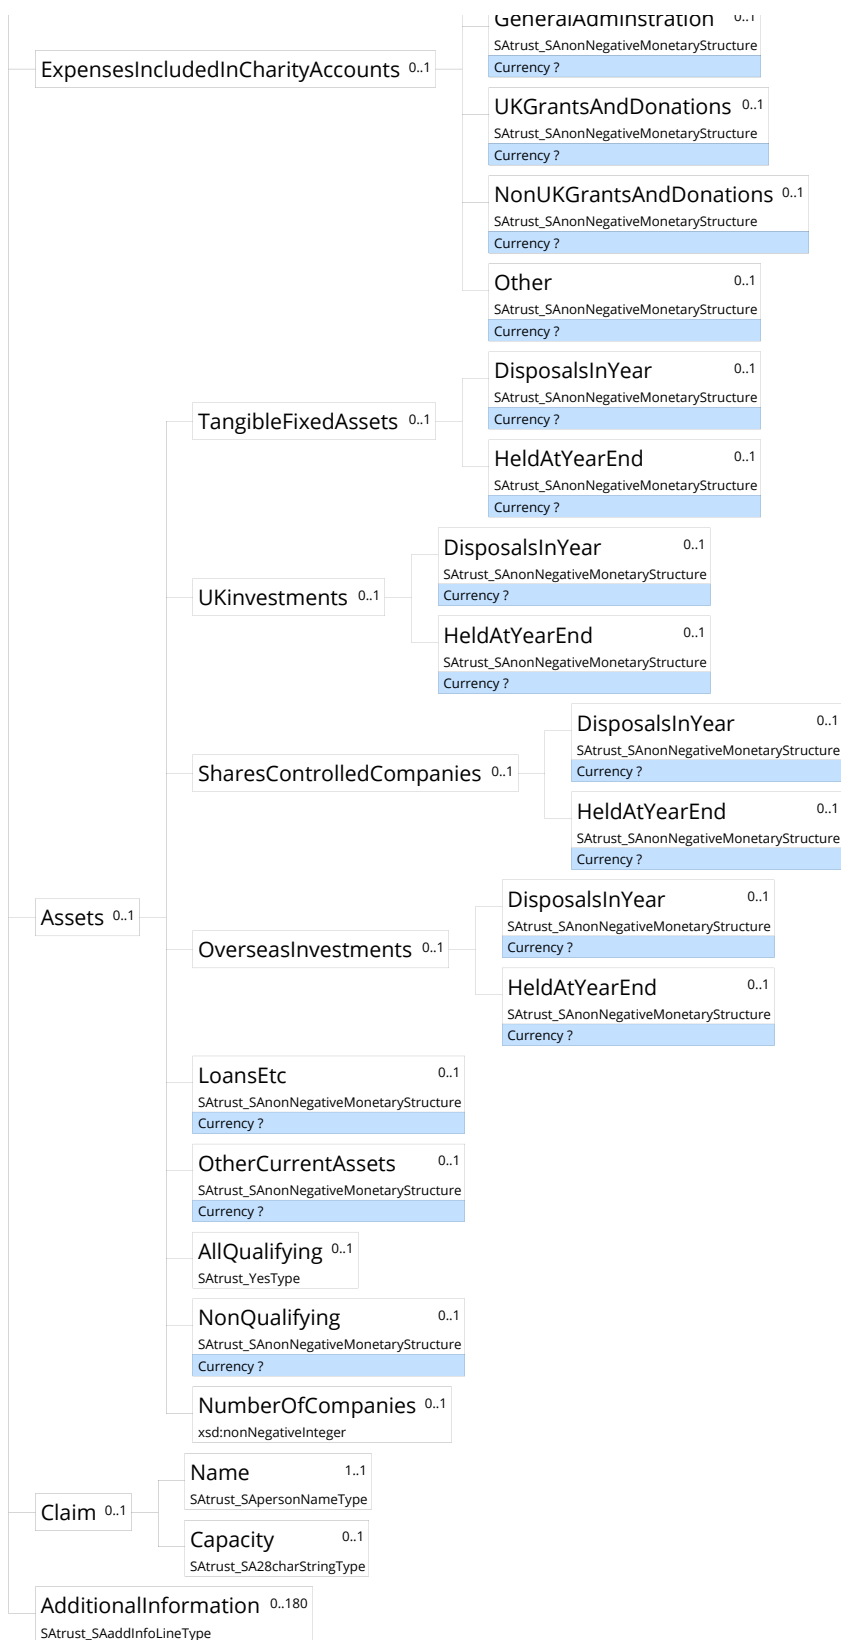 GeneralAdminstration 0..1
SAtrust_SAnonNegativeMonetaryStructure
Currency ?
ExpensesIncludedInCharityAccounts 0..1
UKGrantsAndDonations 0..1
SAtrust_SAnonNegativeMonetaryStructure
Currency ?
NonUKGrantsAndDonations 0..1
SAtrust_SAnonNegativeMonetaryStructure
Currency ?
Other 0..1
SAtrust_SAnonNegativeMonetaryStructure
Currency ?
DisposalsInYear 0..1
SAtrust_SAnonNegativeMonetaryStructure
Currency ?
TangibleFixedAssets 0..1
HeldAtYearEnd 0..1
SAtrust_SAnonNegativeMonetaryStructure
Currency ?
DisposalsInYear 0..1
SAtrust_SAnonNegativeMonetaryStructure
Currency ?
UKinvestments 0..1
HeldAtYearEnd 0..1
SAtrust_SAnonNegativeMonetaryStructure
Currency ?
DisposalsInYear 0..1
SAtrust_SAnonNegativeMonetaryStructure
Currency ?
SharesControlledCompanies 0..1
HeldAtYearEnd 0..1
SAtrust_SAnonNegativeMonetaryStructure
Currency ?
DisposalsInYear 0..1
SAtrust_SAnonNegativeMonetaryStructure
Currency ?
Assets 0..1
OverseasInvestments 0..1
HeldAtYearEnd 0..1
SAtrust_SAnonNegativeMonetaryStructure
Currency ?
LoansEtc 0..1
SAtrust_SAnonNegativeMonetaryStructure
Currency ?
OtherCurrentAssets 0..1
SAtrust_SAnonNegativeMonetaryStructure
Currency ?
AllQualifying 0..1
SAtrust_YesType
NonQualifying 0..1
SAtrust_SAnonNegativeMonetaryStructure
Currency ?
NumberOfCompanies 0..1
xsd:nonNegativeInteger
Name 1..1
SAtrust_SApersonNameType
Claim 0..1
Capacity 0..1
SAtrust_SA28charStringType
AdditionalInformation 0..180
SAtrust_SAaddInfoLineType